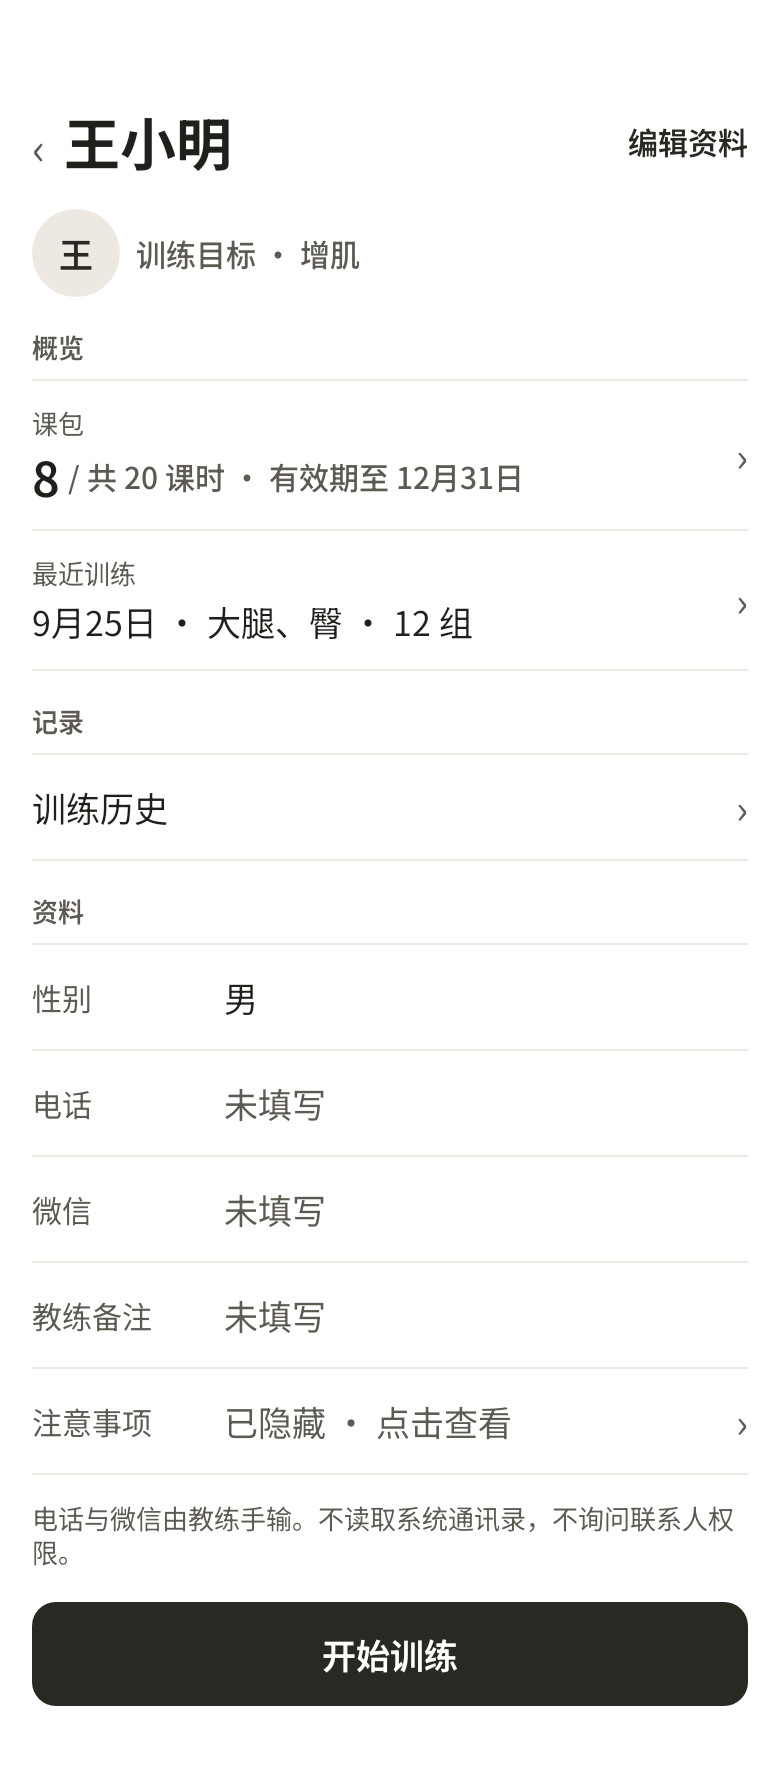 ‹ 王小明 编辑资料
王 训练目标 · 增肌
概览
课包
8 / 共 20 课时 · 有效期至 12月31日 ›
最近训练
9月25日 · 大腿、臀 · 12 组 ›
记录
训练历史 ›
资料
性别 男
电话 未填写
微信 未填写
教练备注 未填写
注意事项 已隐藏 · 点击查看 ›
电话与微信由教练手输。不读取系统通讯录，不询问联系人权
限。
开始训练